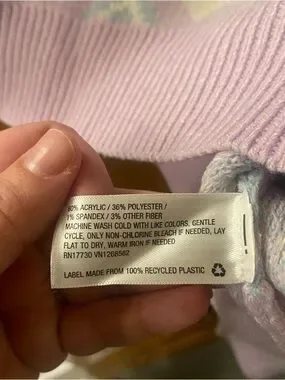 60% ACRYLIC / 36% POLYESTER /
1% SPANDEX / 3% OTHER FIBER
MACHINE WASH COLD WITH LIKE COLORS, GENTLE
CYCLE, ONLY NON-CHLORINE BLEACH IF NEEDED, LAY
FLAT TO DRY, WARM IRON IF NEEDED
RN17730 VN1268562
LABEL MADE FROM 100% RECYCLED PLASTIC